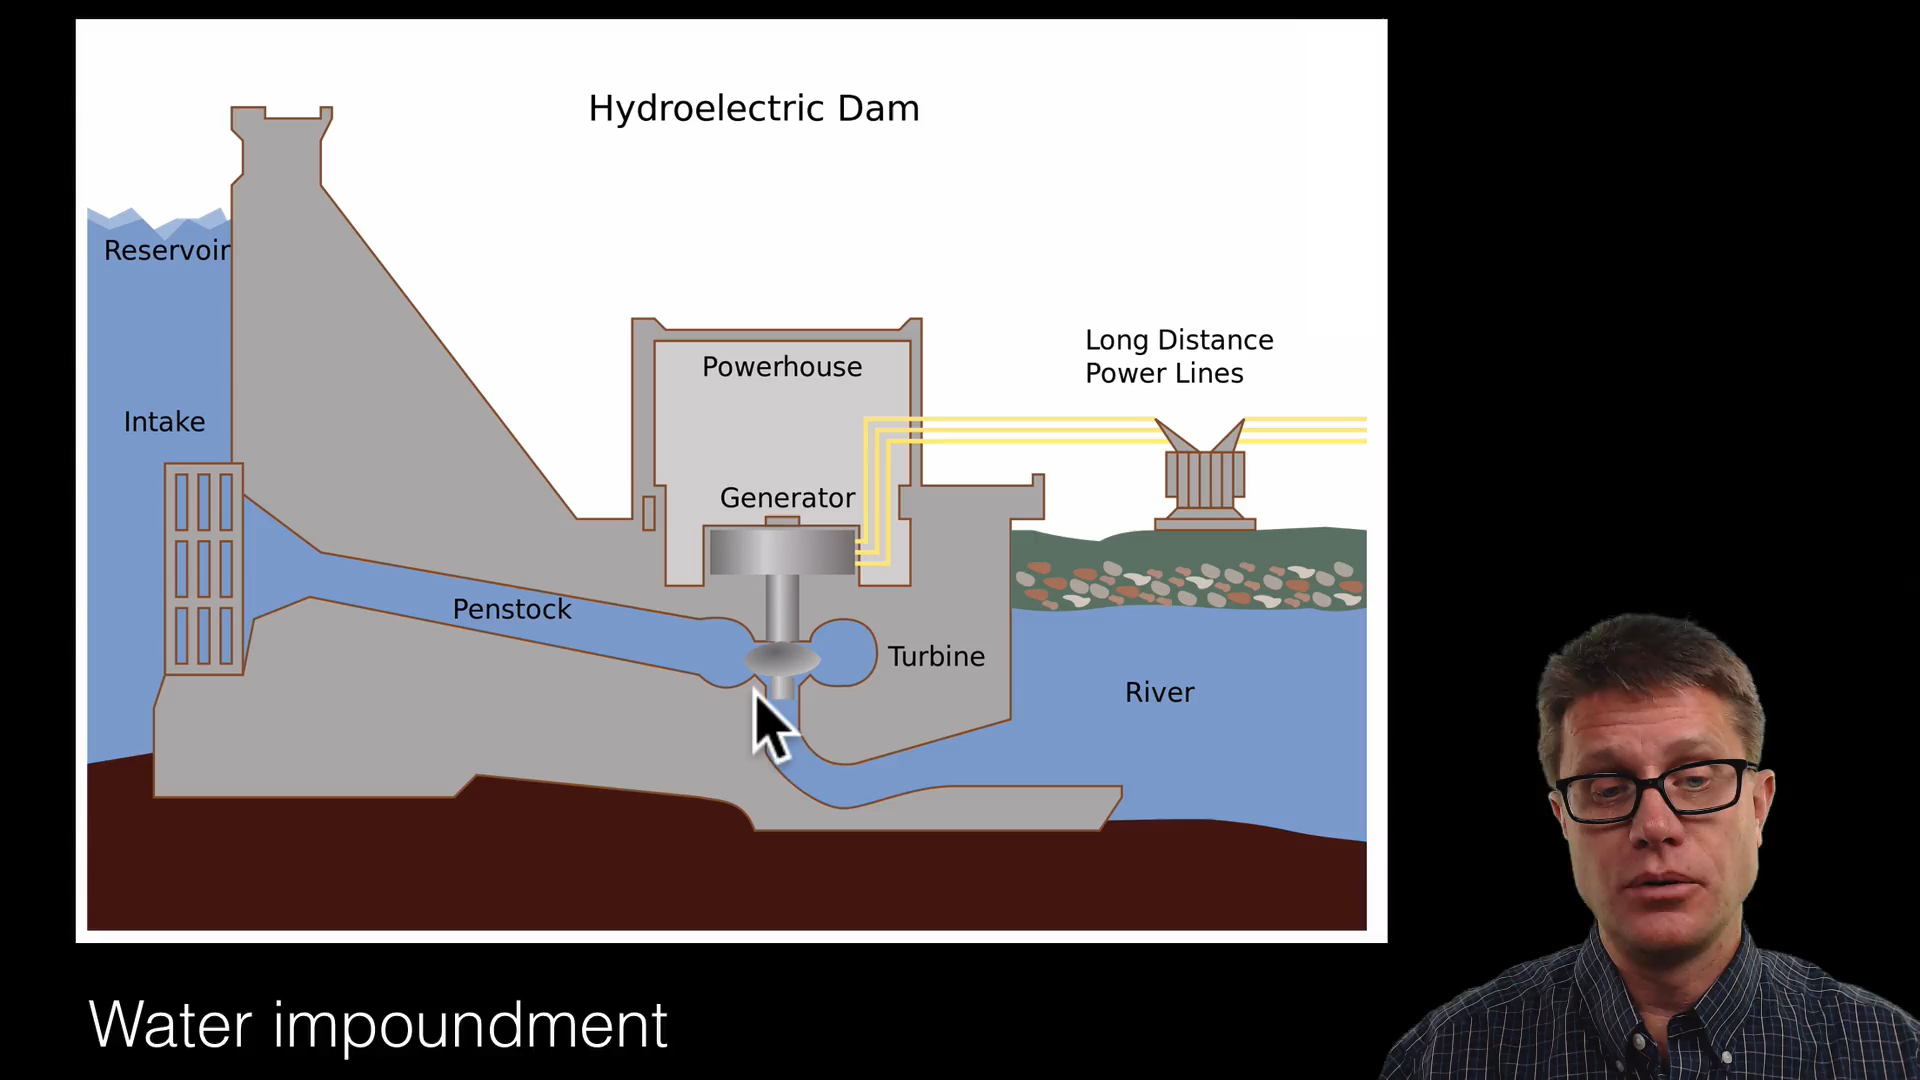 Hydroelectric Dam
Reservoir
Long Distance
Power Lines
Powerhouse
Intake
Generator
Penstock
Turbine
River
Water impoundment